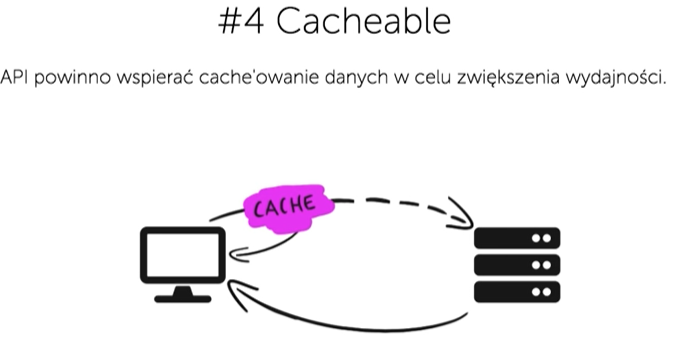 #4 Cacheable
API powinno wspierać cache'owanie danych w celu zwiększenia wydajności.
CACHE